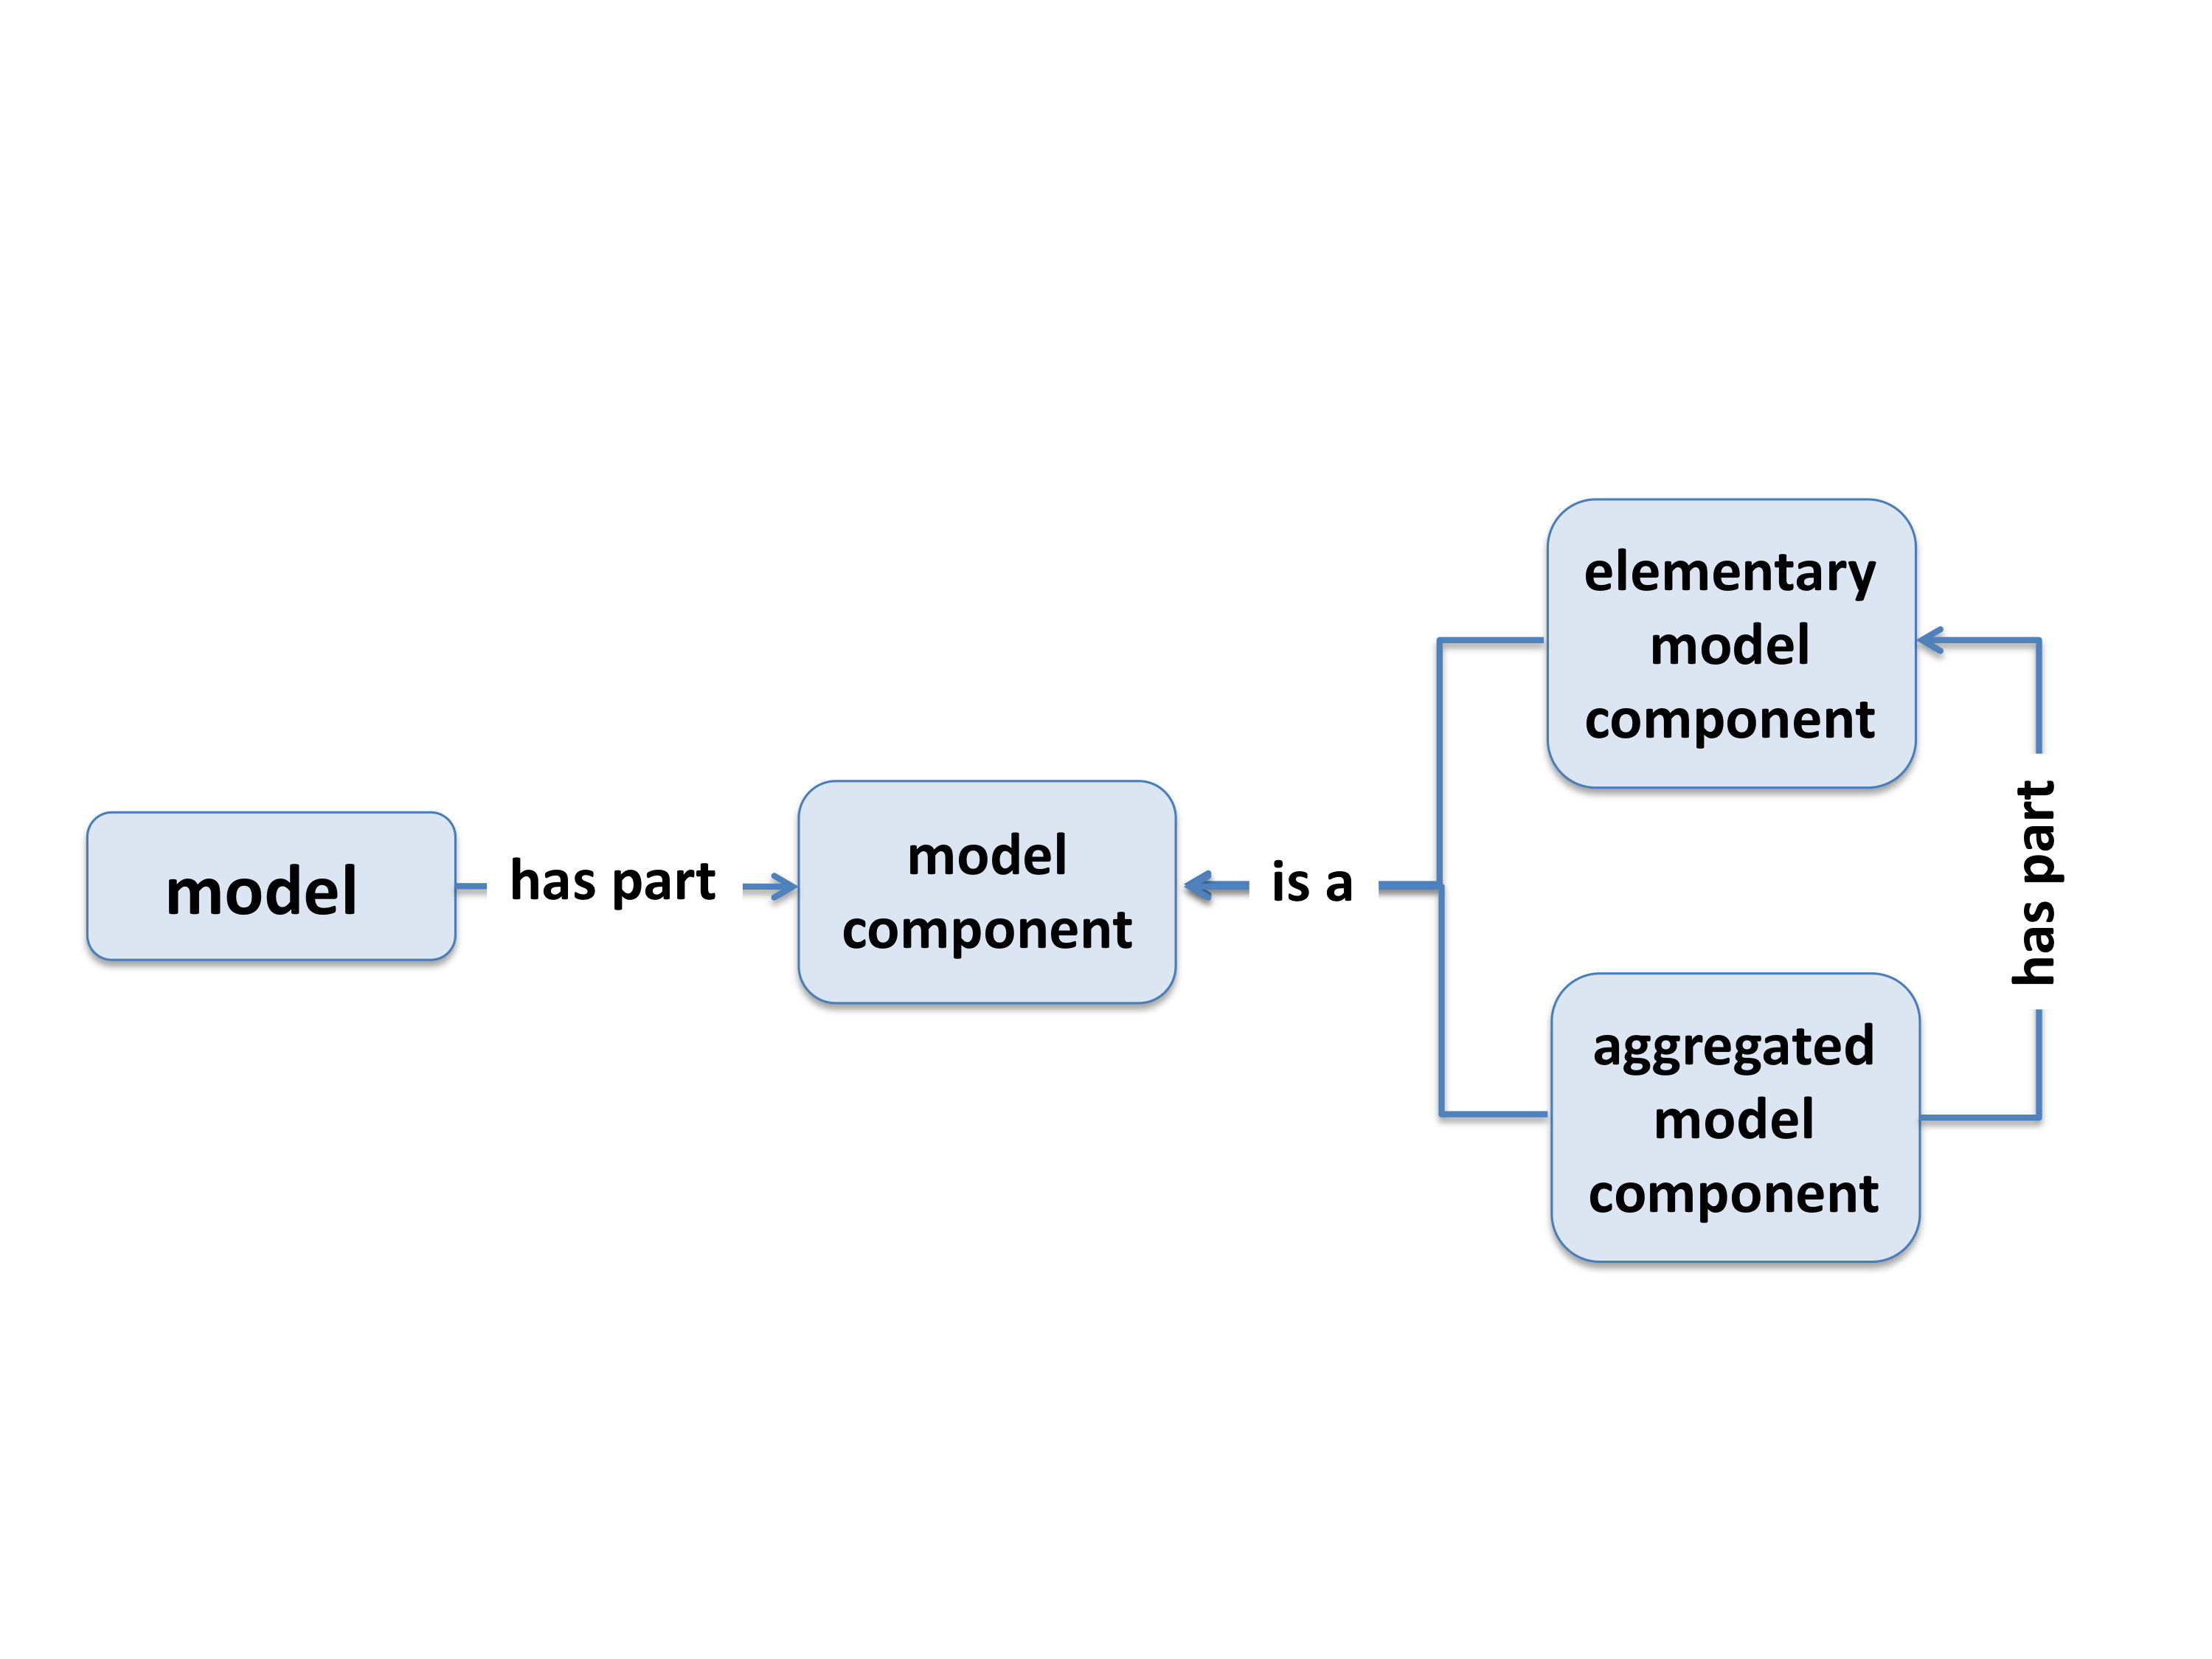 model
has part
model
component
is a
elementary
model
component
aggregated
model
component
has part